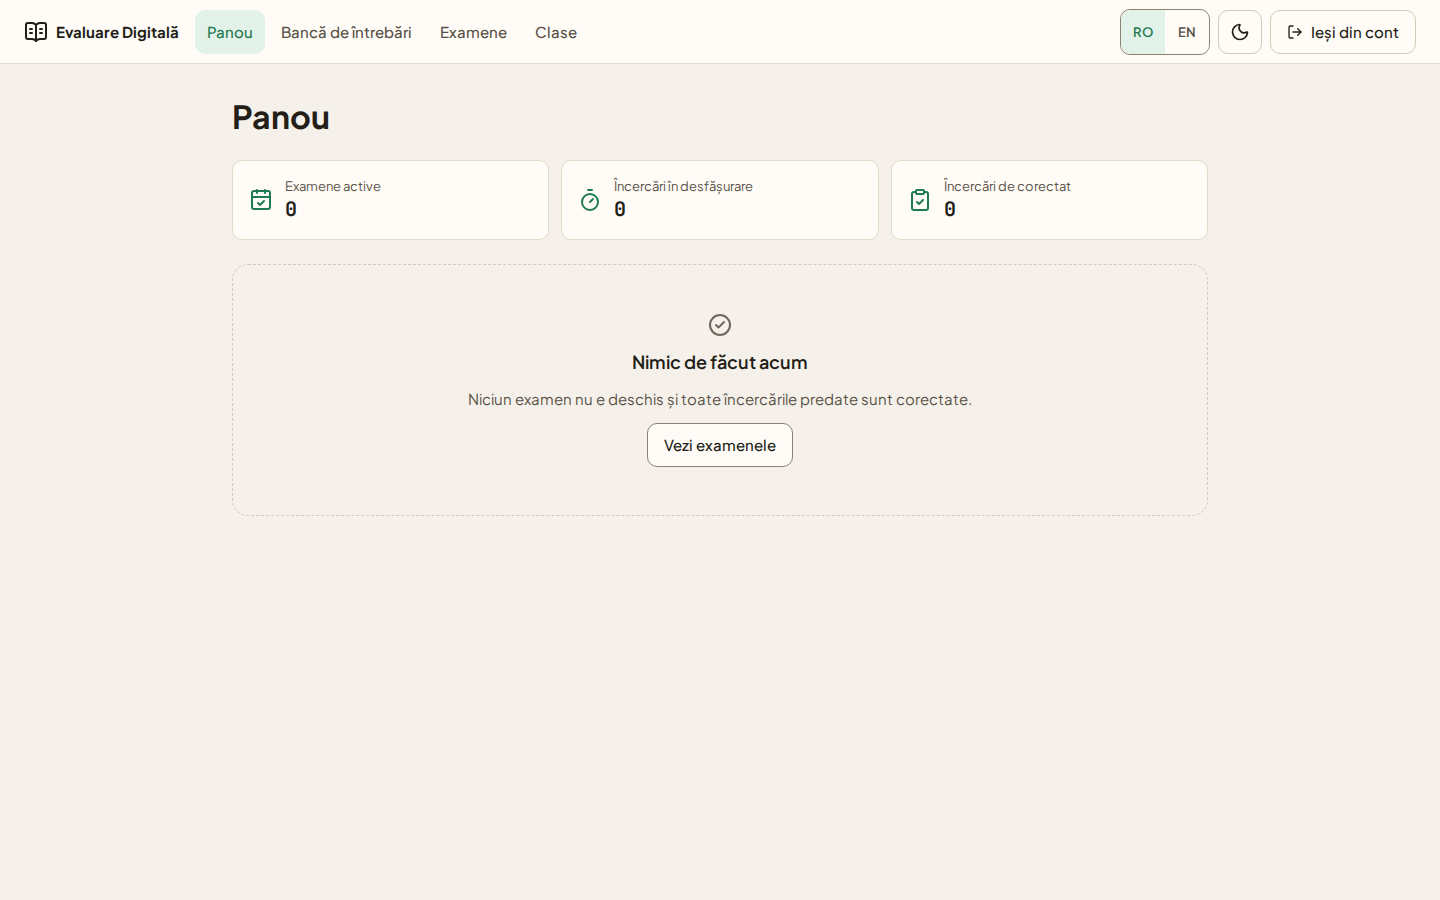 Evaluare Digitală
Panou
Bancă de întrebări
Examene
Clase
RO
EN
Ieși din cont
Panou
Examene active
0
Încercări în desfășurare
0
Încercări de corectat
0
Nimic de făcut acum
Niciun examen nu e deschis și toate încercările predate sunt corectate.
Vezi examenele